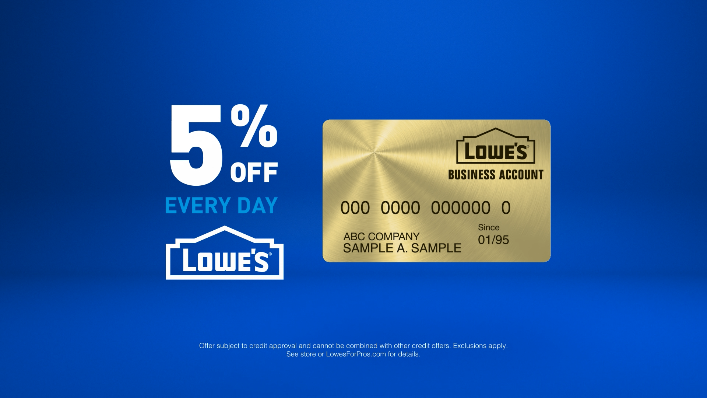 5% OFF
EVERY DAY
LOWE'S
LOWE'S
BUSINESS ACCOUNT
000 0000 000000 0
Since
ABC COMPANY
01/95
SAMPLE A. SAMPLE
Offer subject to credit approval and cannot be combined with other credit offers. Exclusions apply.
See store or LowesForPros.com for details.